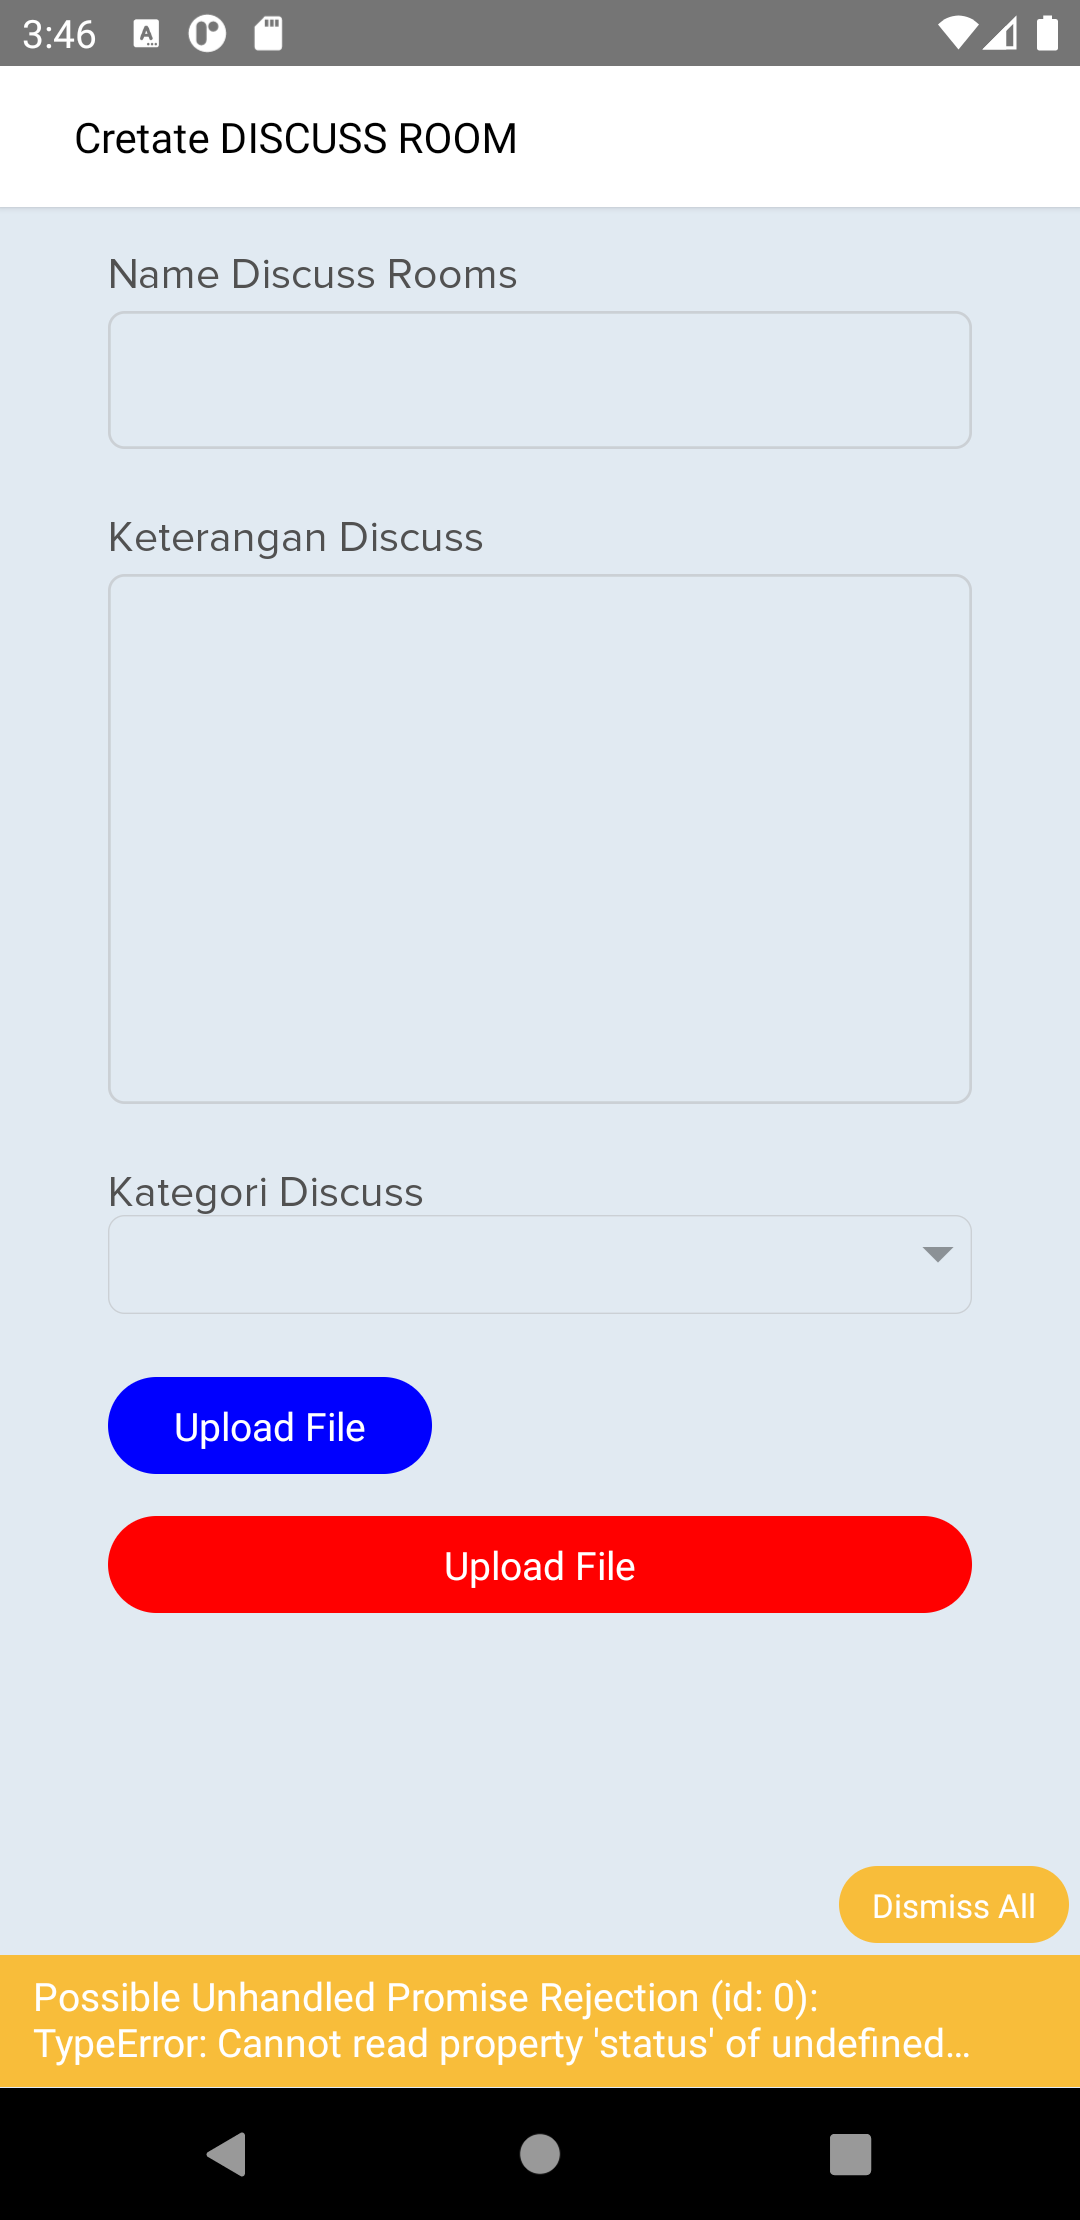 3:46
Cretate DISCUSS ROOM
Name Discuss Rooms
Keterangan Discuss
Kategori Discuss
Upload File
Upload File
Dismiss All
Possible Unhandled Promise Rejection (id: 0):
TypeError: Cannot read property 'status' of undefined...